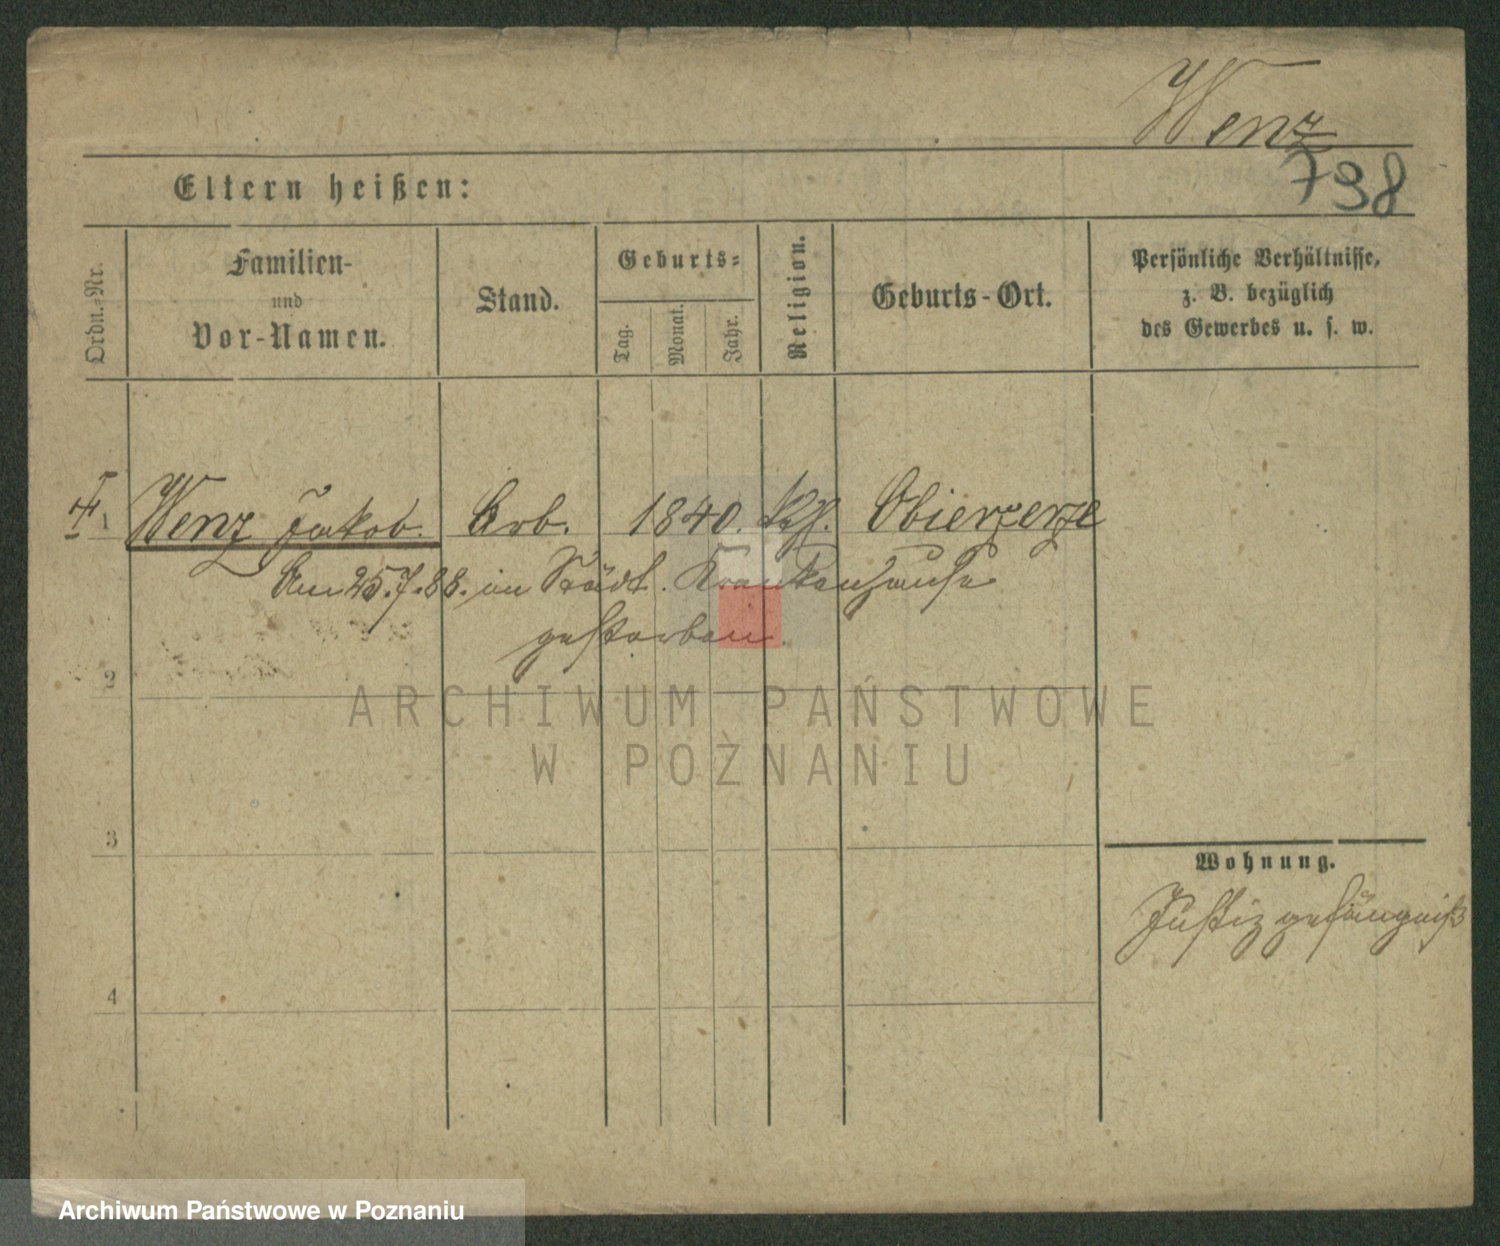 Wenz
738
Eltern heißen:
Ordn.-Nr.
Familien-
und
Vor-Namen.
Stand.
Geburts-
Tag.
Monat.
Jahr.
Religion.
Geburts-Ort.
Persönliche Verhältnisse,
z. B. bezüglich
des Gewerbes u. s. w.
1 Wenz Jakob. Arb. 1840. kath. Obierzerze
Am 25.7.88. im Städt. Krankenhause
gestorben.
2
ARCHIWUM PAŃSTWOWE
W POZNANIU
3
Wohnung.
Justizgefängniß
4
Archiwum Państwowe w Poznaniu